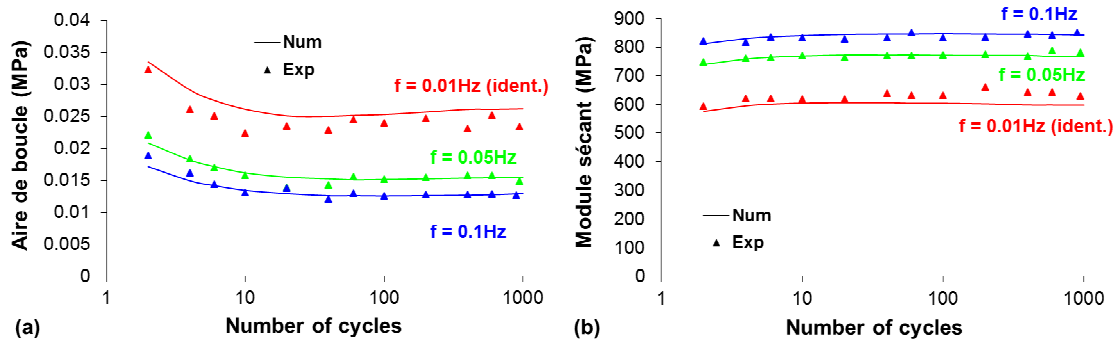 0.04
0.035
0.03
0.025
0.02
0.015
0.01
0.005
0
Aire de boucle (MPa)
Num
Exp
f = 0.01Hz (ident.)
f = 0.05Hz
f = 0.1Hz
1 10 100 1000
Number of cycles
(a)
900
800
700
600
500
400
300
200
100
0
Module sécant (MPa)
f = 0.1Hz
f = 0.05Hz
f = 0.01Hz (ident.)
Num
Exp
1 10 100 1000
Number of cycles
(b)